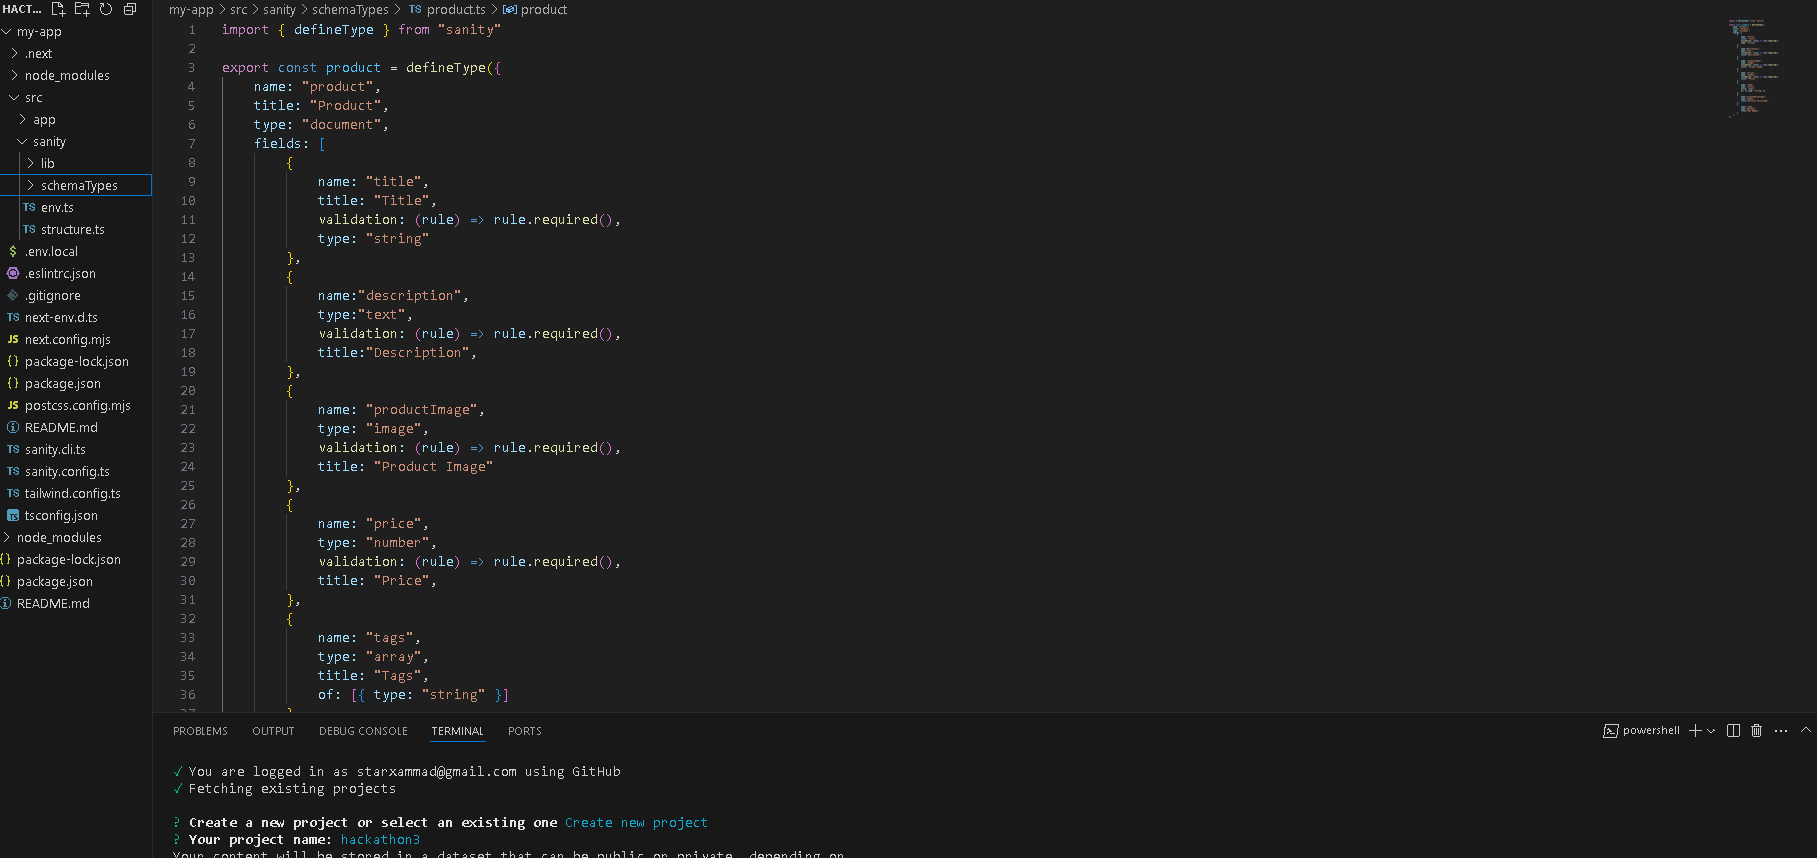 HACT...
my-app > src > sanity > schemaTypes > TS product.ts > product
my-app
.next
node_modules
src
app
sanity
lib
schemaTypes
TS env.ts
TS structure.ts
$ .env.local
.eslintrc.json
.gitignore
TS next-env.d.ts
JS next.config.mjs
{} package-lock.json
{} package.json
JS postcss.config.mjs
README.md
TS sanity.cli.ts
TS sanity.config.ts
TS tailwind.config.ts
TS tsconfig.json
node_modules
{} package-lock.json
{} package.json
README.md
1 import { defineType } from "sanity"
2
3 export const product = defineType({
4 name: "product",
5 title: "Product",
6 type: "document",
7 fields: [
8 {
9 name: "title",
10 title: "Title",
11 validation: (rule) => rule.required(),
12 type: "string"
13 },
14 {
15 name:"description",
16 type:"text",
17 validation: (rule) => rule.required(),
18 title:"Description",
19 },
20 {
21 name: "productImage",
22 type: "image",
23 validation: (rule) => rule.required(),
24 title: "Product Image"
25 },
26 {
27 name: "price",
28 type: "number",
29 validation: (rule) => rule.required(),
30 title: "Price",
31 },
32 {
33 name: "tags",
34 type: "array",
35 title: "Tags",
36 of: [{ type: "string" }]
37 }
PROBLEMS OUTPUT DEBUG CONSOLE TERMINAL PORTS
powershell
✓ You are logged in as starxammad@gmail.com using GitHub
✓ Fetching existing projects
? Create a new project or select an existing one Create new project
? Your project name: hackathon3
Your content will be stored in a dataset that can be public or private, depending on